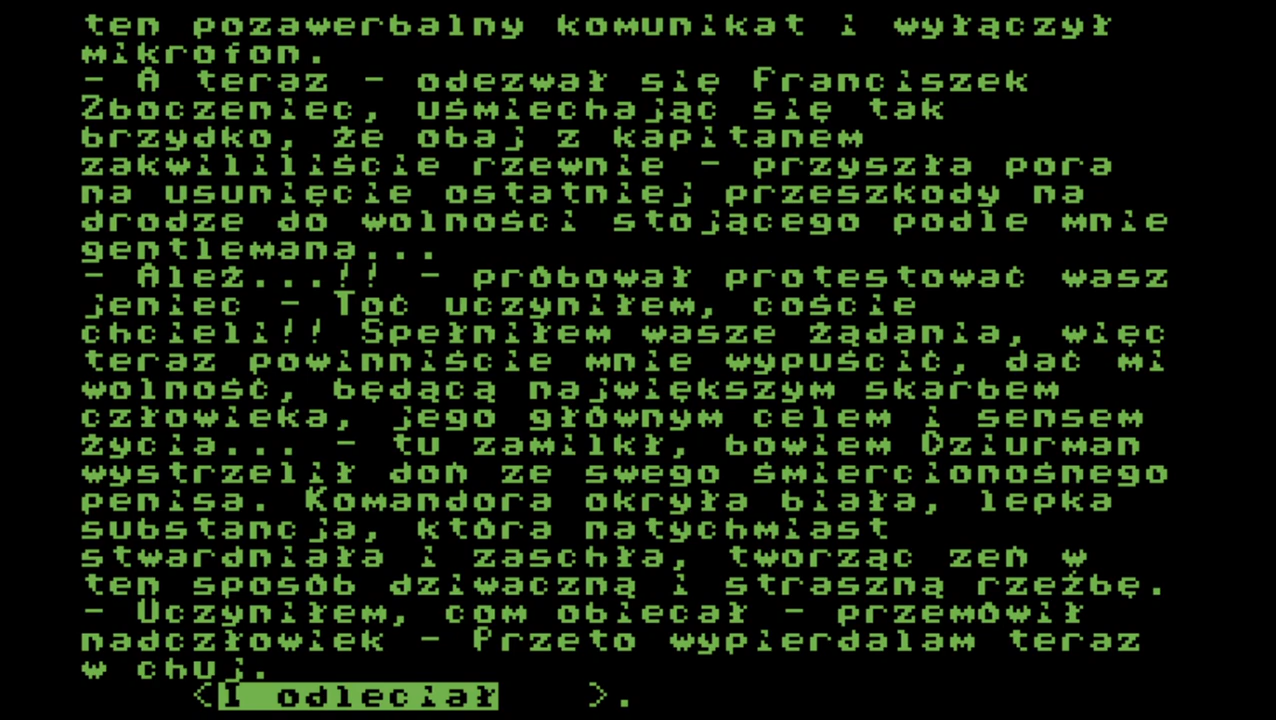 ten pozawerbalny komunikat i wyłączył
mikrofon.
- A teraz - odezwał się Franciszek
Zboczeniec, uśmiechając się tak
brzydko, że obaj z kapitanem
zakwililiście rzewnie - przyszła pora
na usunięcie ostatniej przeszkody na
drodze do wolności stojącego podle mnie
gentlemana...
- Ależ...!! - próbował protestować wasz
jeniec - Toć uczyniłem, coście
chcieli!! Spełniłem wasze żądania, więc
teraz powinniście mnie wypuścić, dać mi
wolność, będącą największym skarbem
człowieka, jego głównym celem i sensem
życia... - tu zamilkł, bowiem Dziurman
wystrzelił doń ze swego śmiercionośnego
penisa. Komandora okryła biała, lepka
substancja, która natychmiast
stwardniała i zaschła, tworząc zeń w
ten sposób dziwaczną i straszną rzeźbę.
- Uczyniłem, com obiecał - przemówił
nadczłowiek - Przeto wypierdalam teraz
w chuj.
<I odleciał >.